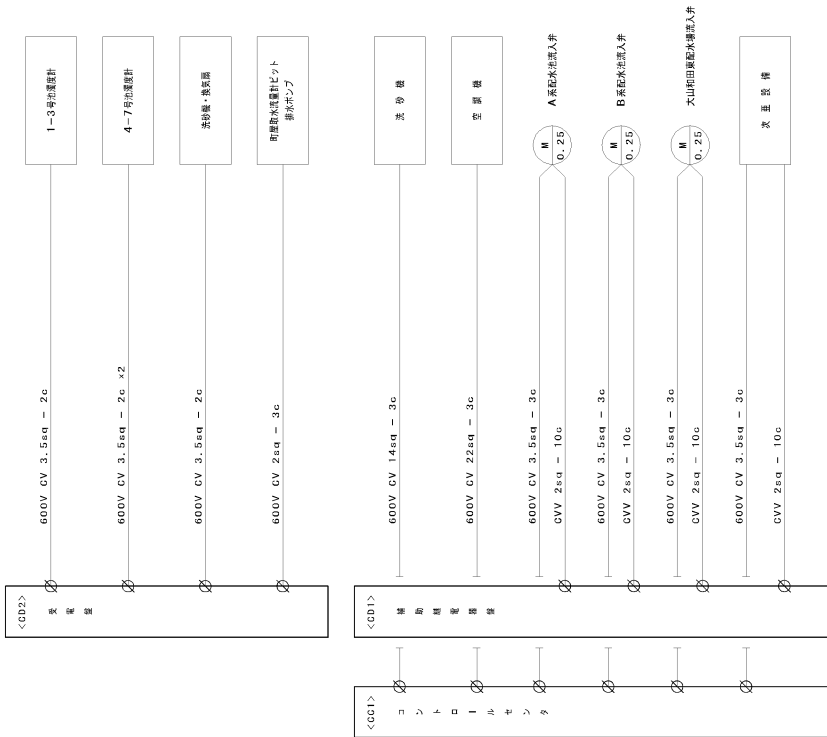 1-3号池濁度計
4-7号池濁度計
洗砂盤・換気扇
町屋取水流量計ピット
排水ポンプ
洗砂機
空調機
A系配水池流入弁
M
0.25
B系配水池流入弁
M
0.25
大山和田東配水場流入弁
M
0.25
次亜設備
600V CV 3.5sq - 2c
600V CV 3.5sq - 2c ×2
600V CV 3.5sq - 2c
600V CV 2sq - 3c
600V CV 14sq - 3c
600V CV 22sq - 3c
600V CV 3.5sq - 3c
CVV 2sq - 10c
600V CV 3.5sq - 3c
CVV 2sq - 10c
600V CV 3.5sq - 3c
CVV 2sq - 10c
600V CV 3.5sq - 3c
CVV 2sq - 10c
<CD2>
受電盤
<CD1>
補助継電器盤
<CC1>
コントロールセンタ